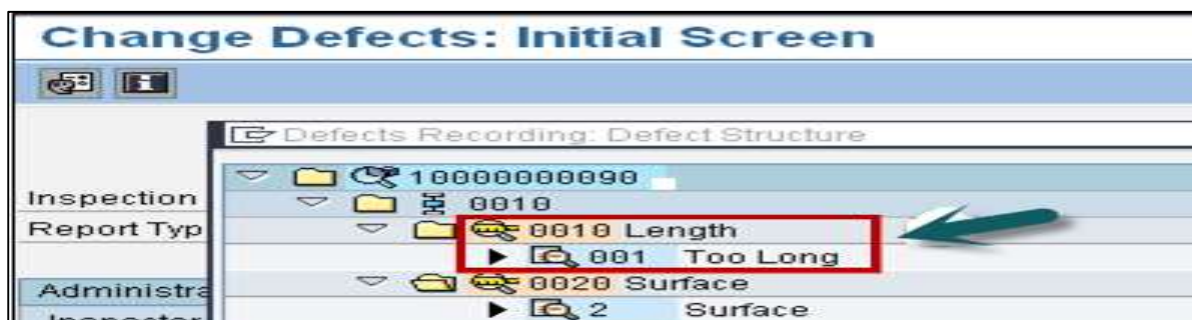 Change Defects: Initial Screen
Defects Recording: Defect Structure
10000000090
Inspection
0010
Report Typ
0010 Length
001 Too Long
0020 Surface
Administra
2 Surface
Inspector